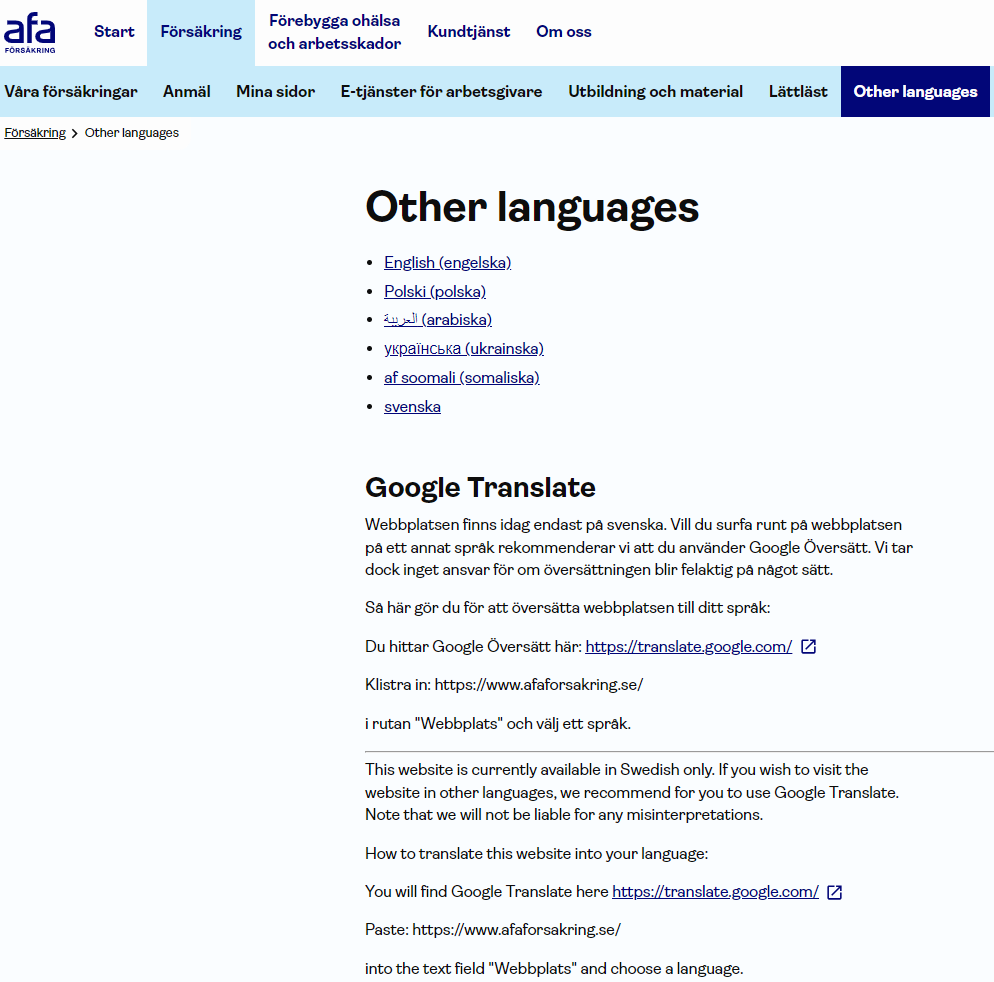 afa
FÖRSÄKRING
Start
Försäkring
Förebygga ohälsa
och arbetsskador
Kundtjänst
Om oss
Våra försäkringar
Anmäl
Mina sidor
E-tjänster för arbetsgivare
Utbildning och material
Lättläst
Other languages
Försäkring > Other languages
Other languages
• English (engelska)
• Polski (polska)
• العربية (arabiska)
• українська (ukrainska)
• af soomali (somaliska)
• svenska
Google Translate
Webbplatsen finns idag endast på svenska. Vill du surfa runt på webbplatsen
på ett annat språk rekommenderar vi att du använder Google Översätt. Vi tar
dock inget ansvar för om översättningen blir felaktig på något sätt.
Så här gör du för att översätta webbplatsen till ditt språk:
Du hittar Google Översätt här: https://translate.google.com/
Klistra in: https://www.afaforsakring.se/
i rutan "Webbplats" och välj ett språk.
This website is currently available in Swedish only. If you wish to visit the
website in other languages, we recommend for you to use Google Translate.
Note that we will not be liable for any misinterpretations.
How to translate this website into your language:
You will find Google Translate here https://translate.google.com/
Paste: https://www.afaforsakring.se/
into the text field "Webbplats" and choose a language.